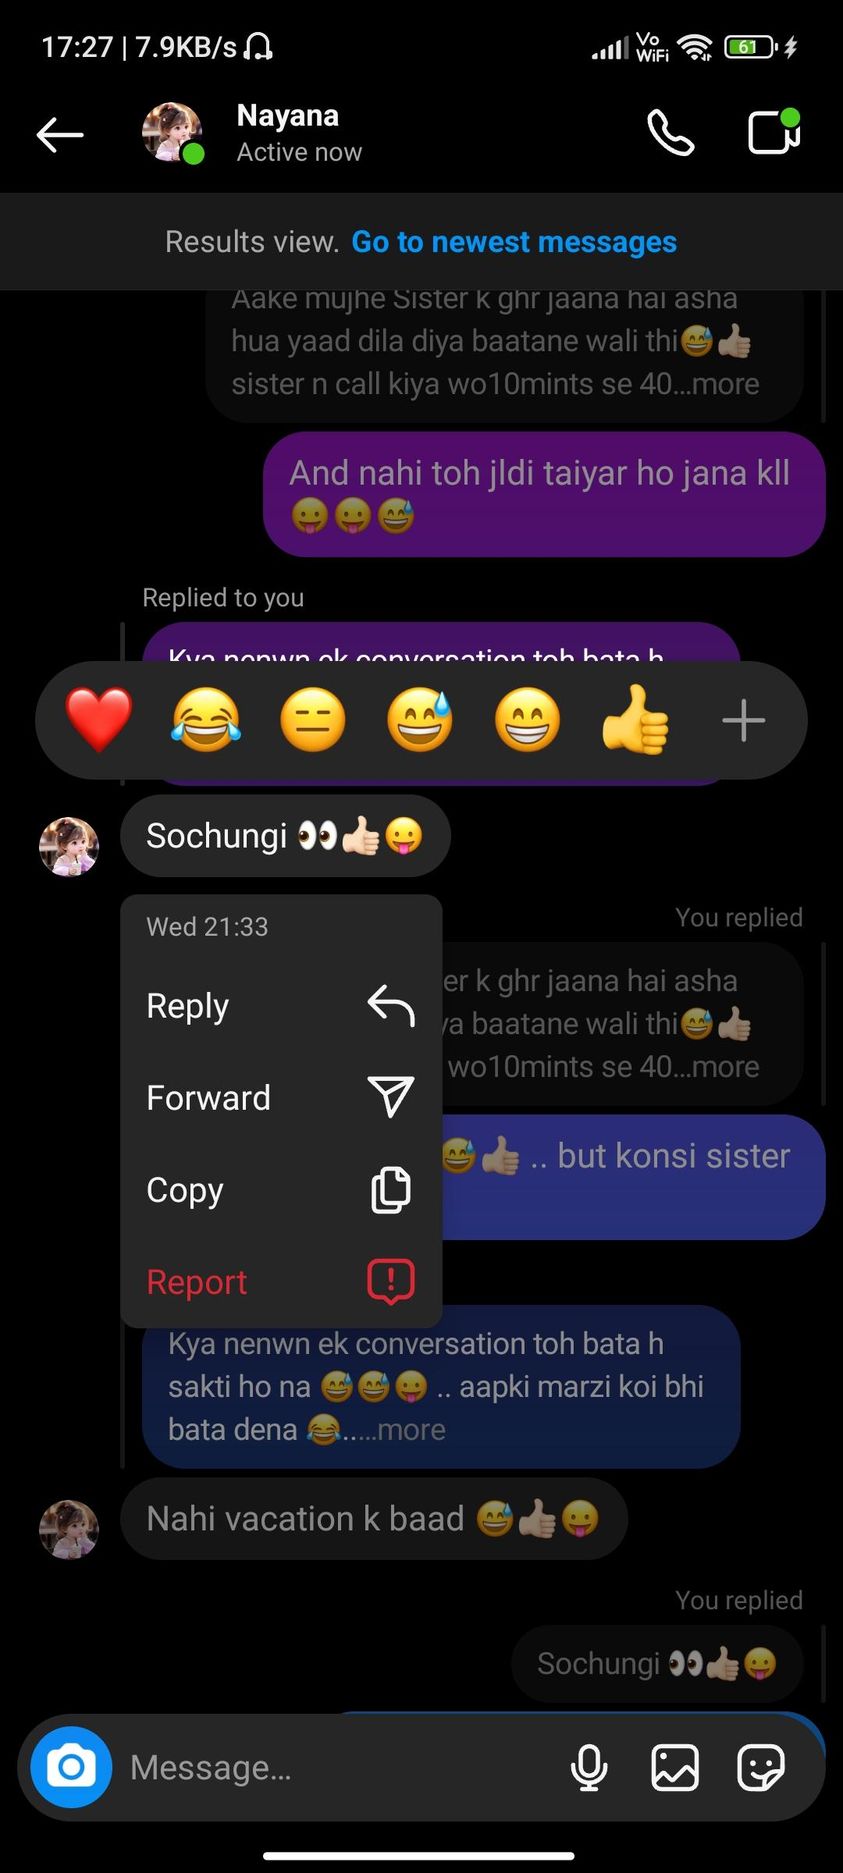 17:27 | 7.9KB/s
Vo
WiFi
61
Nayana
Active now
Results view. Go to newest messages
Aake mujhe Sister k ghr jaana hai asha
hua yaad dila diya baatane wali thi😅👍🏻
sister n call kiya wo10mints se 40...more
And nahi toh jldi taiyar ho jana kll
😛😛😅
Replied to you
Kya nenwn ek conversation toh bata h
❤️😂😑😅😁👍+
Sochungi 👀👍🏻😛
Wed 21:33
You replied
Reply
er k ghr jaana hai asha
ya baatane wali thi😅👍🏻
wo10mints se 40...more
Forward
😅👍🏻 .. but konsi sister
Copy
Report
Kya nenwn ek conversation toh bata h
sakti ho na 😅😅😛 .. aapki marzi koi bhi
bata dena 😂.....more
Nahi vacation k baad 😅👍🏻😛
You replied
Sochungi 👀👍🏻😛
Message...